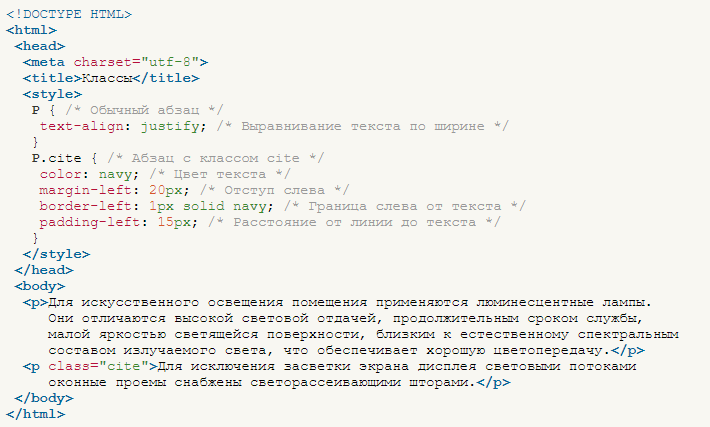 <!DOCTYPE HTML>
<html>
 <head>
  <meta charset="utf-8">
  <title>Классы</title>
  <style>
   P { /* Обычный абзац */
    text-align: justify; /* Выравнивание текста по ширине */
   }
   P.cite { /* Абзац с классом cite */
    color: navy; /* Цвет текста */
    margin-left: 20px; /* Отступ слева */
    border-left: 1px solid navy; /* Граница слева от текста */
    padding-left: 15px; /* Расстояние от линии до текста */
   }
  </style>
 </head>
 <body>
  <p>Для искусственного освещения помещения применяются люминесцентные лампы.
     Они отличаются высокой световой отдачей, продолжительным сроком службы,
     малой яркостью светящейся поверхности, близким к естественному спектральным
     составом излучаемого света, что обеспечивает хорошую цветопередачу.</p>
  <p class="cite">Для исключения засветки экрана дисплея световыми потоками
     оконные проемы снабжены светорассеивающими шторами.</p>
 </body>
</html>